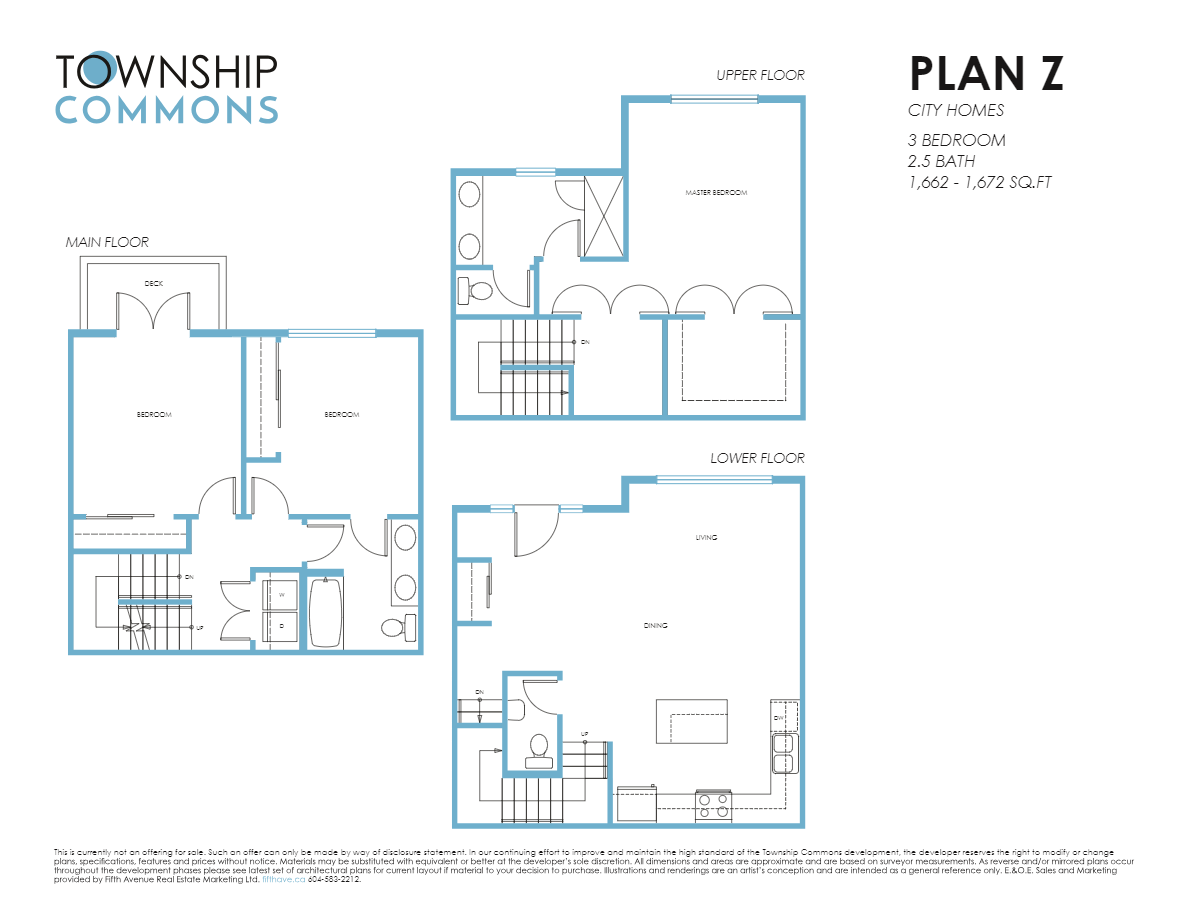 TOWNSHIP
COMMONS
PLAN Z
CITY HOMES
3 BEDROOM
2.5 BATH
1,662 - 1,672 SQ.FT
UPPER FLOOR
MASTER BEDROOM
DN
MAIN FLOOR
DECK
BEDROOM
BEDROOM
DN
UP
W
D
LOWER FLOOR
LIVING
DINING
DN
UP
DW
This is currently not an offering for sale. Such an offer can only be made by way of disclosure statement. In our continuing effort to improve and maintain the high standard of the Township Commons development, the developer reserves the right to modify or change
plans, specifications, features and prices without notice. Materials may be substituted with equivalent or better at the developer's sole discretion. All dimensions and areas are approximate and are based on surveyor measurements. As reverse and/or mirrored plans occur
throughout the development phases please see latest set of architectural plans for current layout if material to your decision to purchase. Illustrations and renderings are an artist's conception and are intended as a general reference only. E.&O.E. Sales and Marketing
provided by Fifth Avenue Real Estate Marketing Ltd. fifthave.ca 604-583-2212.